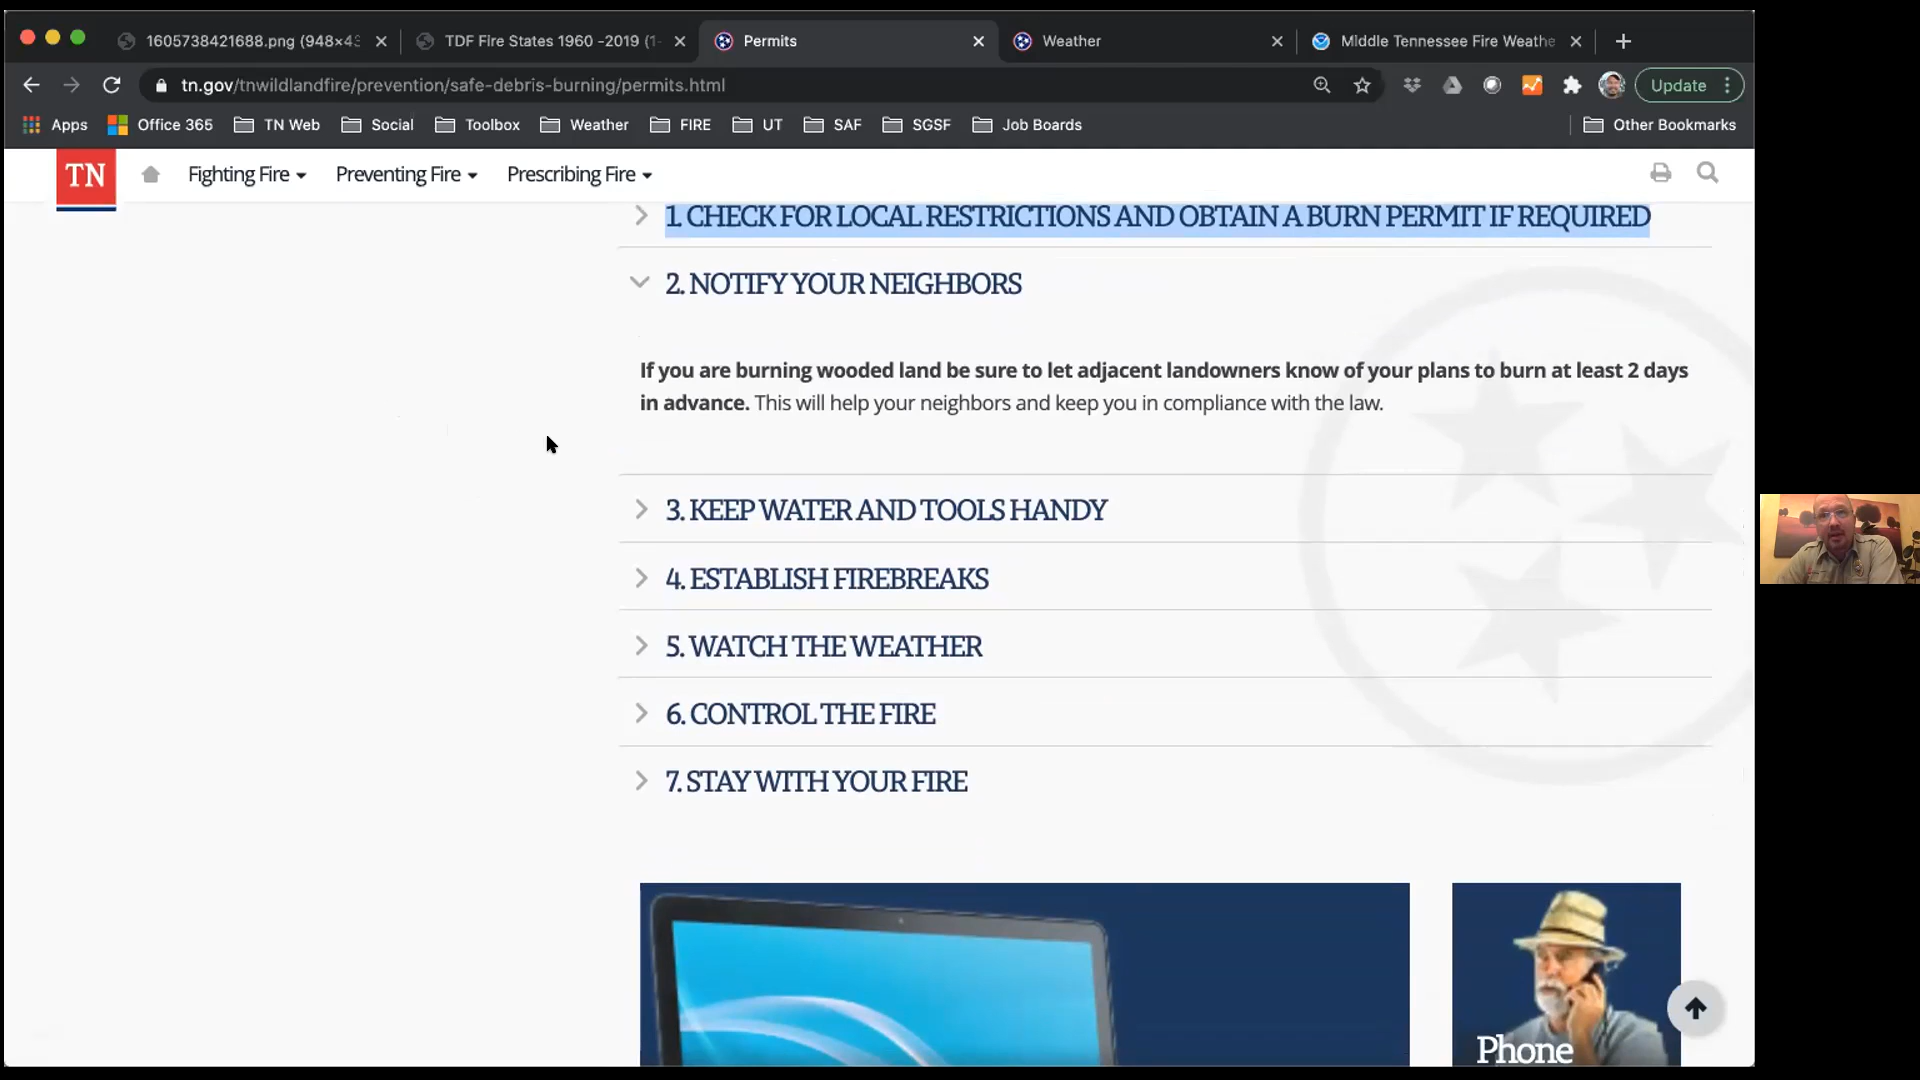 1605738421688.png (948×43
TDF Fire States 1960 -2019 (1-
Permits
Weather
Middle Tennessee Fire Weathe
tn.gov/tnwildlandfire/prevention/safe-debris-burning/permits.html
Update
Apps
Office 365
TN Web
Social
Toolbox
Weather
FIRE
UT
SAF
SGSF
Job Boards
Other Bookmarks
TN
Fighting Fire
Preventing Fire
Prescribing Fire
1. CHECK FOR LOCAL RESTRICTIONS AND OBTAIN A BURN PERMIT IF REQUIRED
2. NOTIFY YOUR NEIGHBORS
If you are burning wooded land be sure to let adjacent landowners know of your plans to burn at least 2 days
in advance. This will help your neighbors and keep you in compliance with the law.
3. KEEP WATER AND TOOLS HANDY
4. ESTABLISH FIREBREAKS
5. WATCH THE WEATHER
6. CONTROL THE FIRE
7. STAY WITH YOUR FIRE
Phone